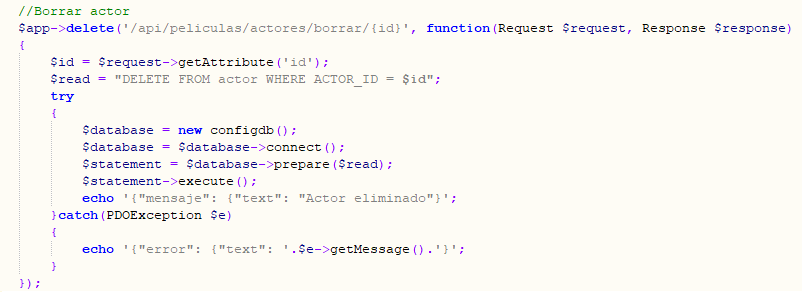 //Borrar actor
$app->delete('/api/peliculas/actores/borrar/{id}', function(Request $request, Response $response)
{
    $id = $request->getAttribute('id');
    $read = "DELETE FROM actor WHERE ACTOR_ID = $id";
    try
    {
        $database = new configdb();
        $database = $database->connect();
        $statement = $database->prepare($read);
        $statement->execute();
        echo '{"mensaje": {"text": "Actor eliminado"}';
    }catch(PDOException $e)
    {
        echo '{"error": {"text": '.$e->getMessage().'}';
    }
});